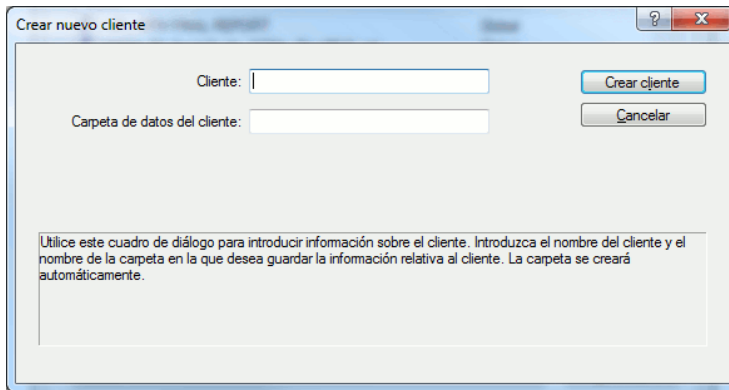 Crear nuevo cliente
Cliente:
Crear cliente
Carpeta de datos del cliente:
Cancelar
Utilice este cuadro de diálogo para introducir información sobre el cliente. Introduzca el nombre del cliente y el
nombre de la carpeta en la que desea guardar la información relativa al cliente. La carpeta se creará
automáticamente.